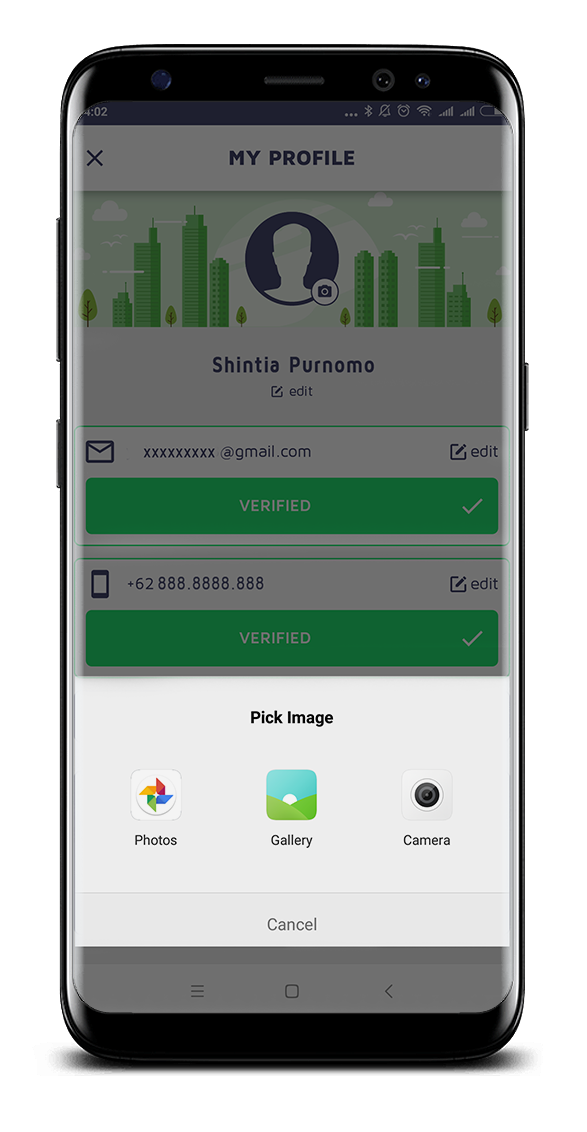 4:02
MY PROFILE
Shintia Purnomo
edit
xxxxxxxxx @gmail.com
edit
VERIFIED
+62 888.8888.888
edit
VERIFIED
Pick Image
Photos
Gallery
Camera
Cancel